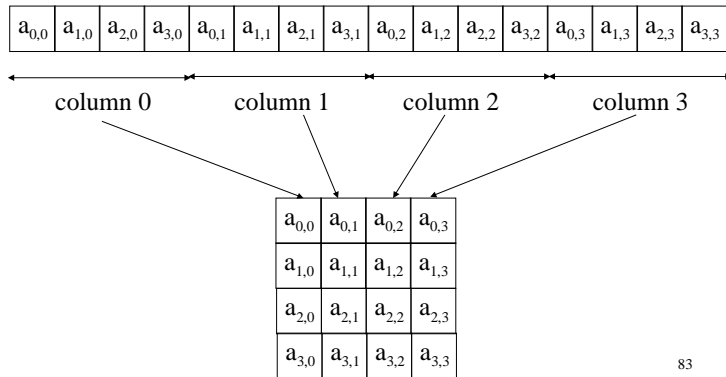 a0,0 a1,0 a2,0 a3,0 a0,1 a1,1 a2,1 a3,1 a0,2 a1,2 a2,2 a3,2 a0,3 a1,3 a2,3 a3,3
column 0 column 1 column 2 column 3
a0,0 a0,1 a0,2 a0,3
a1,0 a1,1 a1,2 a1,3
a2,0 a2,1 a2,2 a2,3
a3,0 a3,1 a3,2 a3,3
83